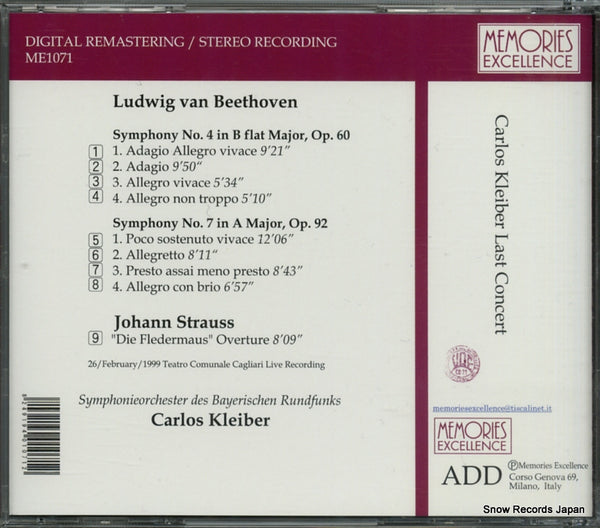 DIGITAL REMASTERING / STEREO RECORDING
ME1071
MEMORIES
EXCELLENCE
Ludwig van Beethoven
Symphony No. 4 in B flat Major, Op. 60
1 1. Adagio Allegro vivace 9'21"
2 2. Adagio 9'50"
3 3. Allegro vivace 5'34"
4 4. Allegro non troppo 5'10"
Symphony No. 7 in A Major, Op. 92
5 1. Poco sostenuto vivace 12'06"
6 2. Allegretto 8'11"
7 3. Presto assai meno presto 8'43"
8 4. Allegro con brio 6'57"
Johann Strauss
9 "Die Fledermaus" Overture 8'09"
26/February/1999 Teatro Comunale Cagliari Live Recording
Symphonieorchester des Bayerischen Rundfunks
Carlos Kleiber
Carlos Kleiber Last Concert
memoriesexcellence@tiscalinet.it
MEMORIES
EXCELLENCE
ADD
Ⓟ Memories Excellence
Corso Genova 69,
Milano, Italy
Snow Records Japan